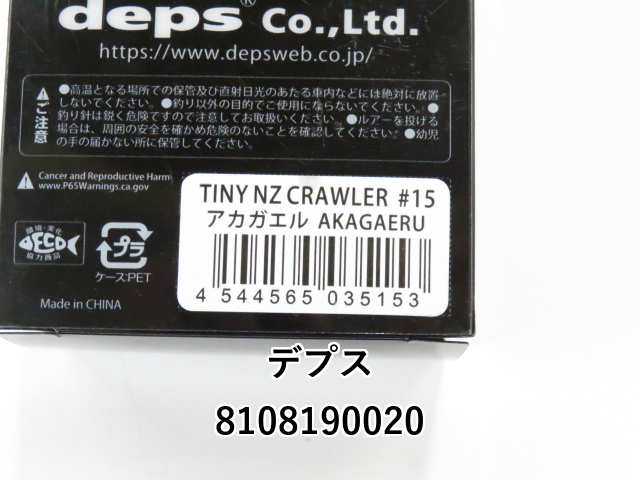 deps® Co.,Ltd.
https://www.depsweb.co.jp/
ご注意
●高温となる場所での保管及び直射日光のあたる車内などには絶対に放置
しないでください。●釣り以外の目的でご使用にならないでください。●
釣り針は鋭く危険ですので注意してお取扱いください。●ルアーを投げる
場合は、周囲の安全を確かめ危険のないことを確認してください。●幼児
の手の届かない所に保管してください。
Cancer and Reproductive Harm
www.P65Warnings.ca.gov
TINY NZ CRAWLER #15
アカガエル AKAGAERU
4 544565 035153
環境・美化
ECO
協力商品
プラ
ケース:PET
Made in CHINA
デプス
8108190020